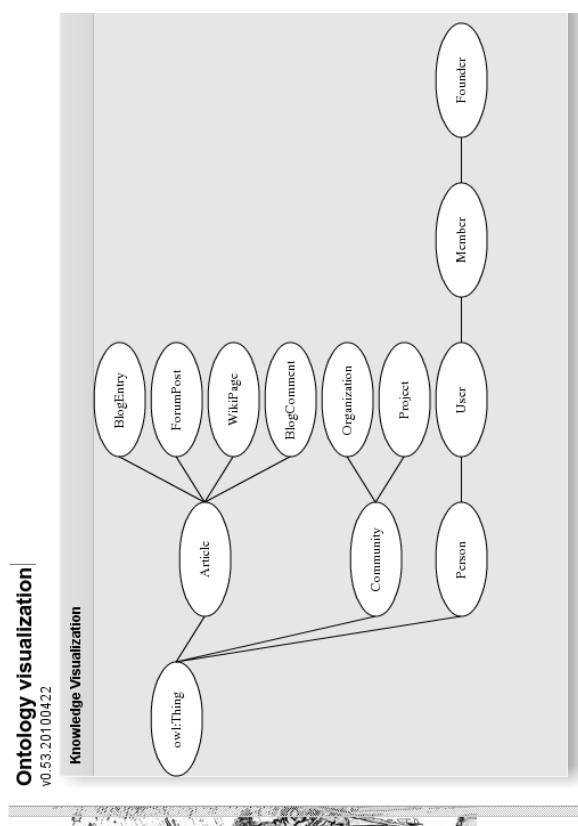 Ontology visualization
v0.53.20100422
Knowledge Visualization
owl:Thing
Article
Community
Person
BlogEntry
ForumPost
WikiPage
BlogComment
Organization
Project
User
Member
Founder